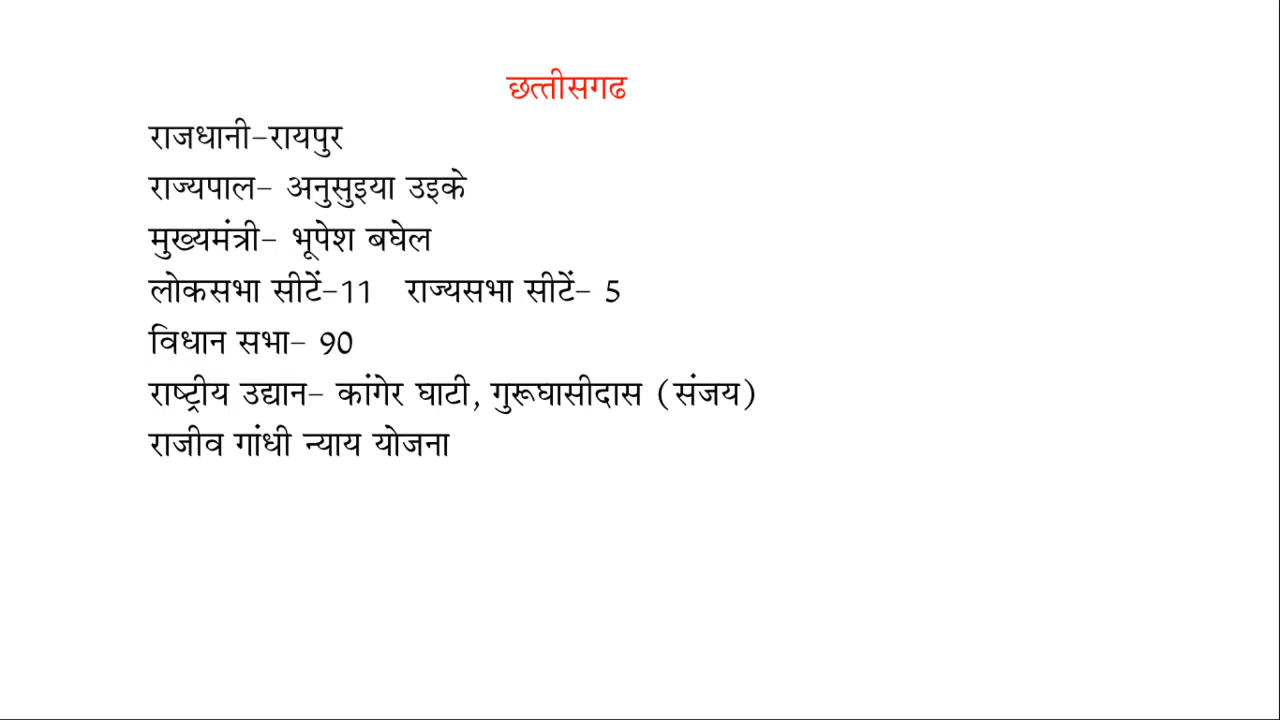 छत्तीसगढ
राजधानी-रायपुर
राज्यपाल- अनुसुइया उइके
मुख्यमंत्री- भूपेश बघेल
लोकसभा सीटें-11 राज्यसभा सीटें- 5
विधान सभा- 90
राष्ट्रीय उद्यान- कांगेर घाटी, गुरूघासीदास (संजय)
राजीव गांधी न्याय योजना